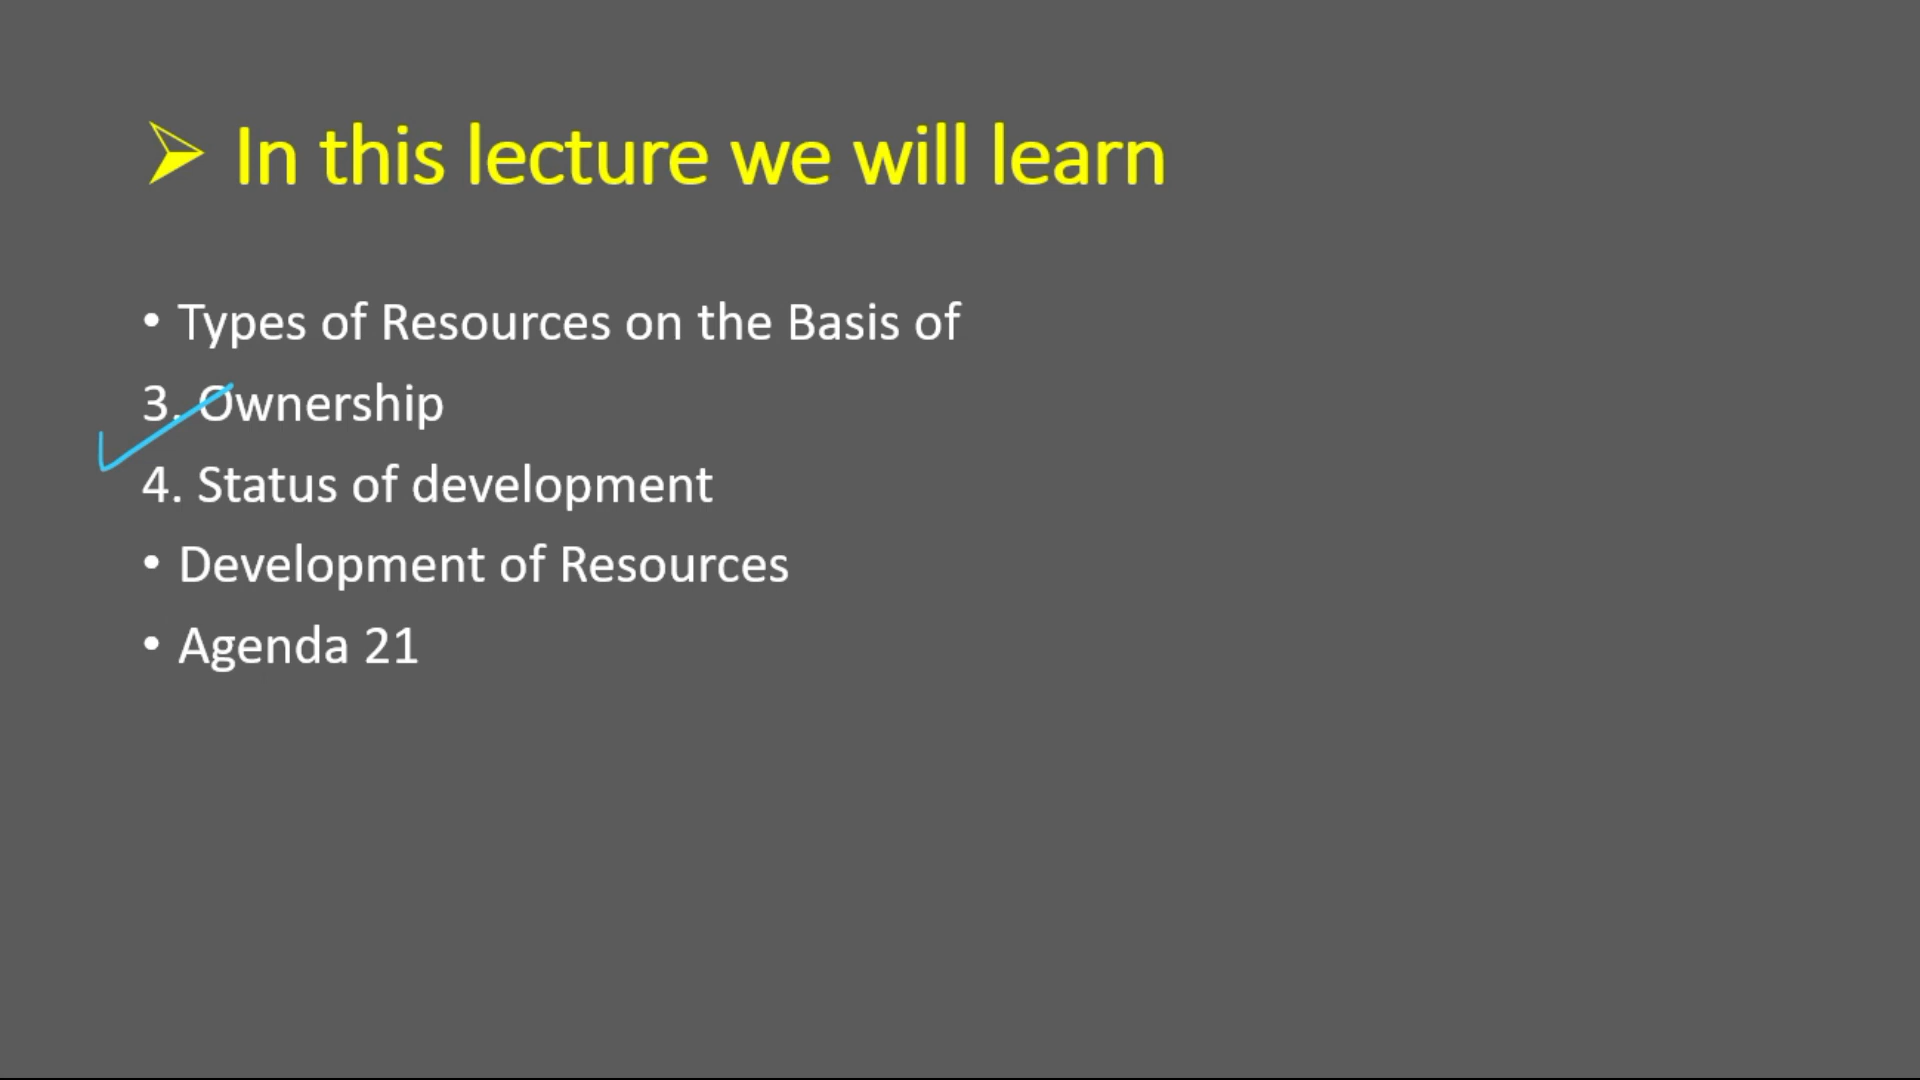 ➢ In this lecture we will learn
• Types of Resources on the Basis of
3. Ownership
4. Status of development
• Development of Resources
• Agenda 21